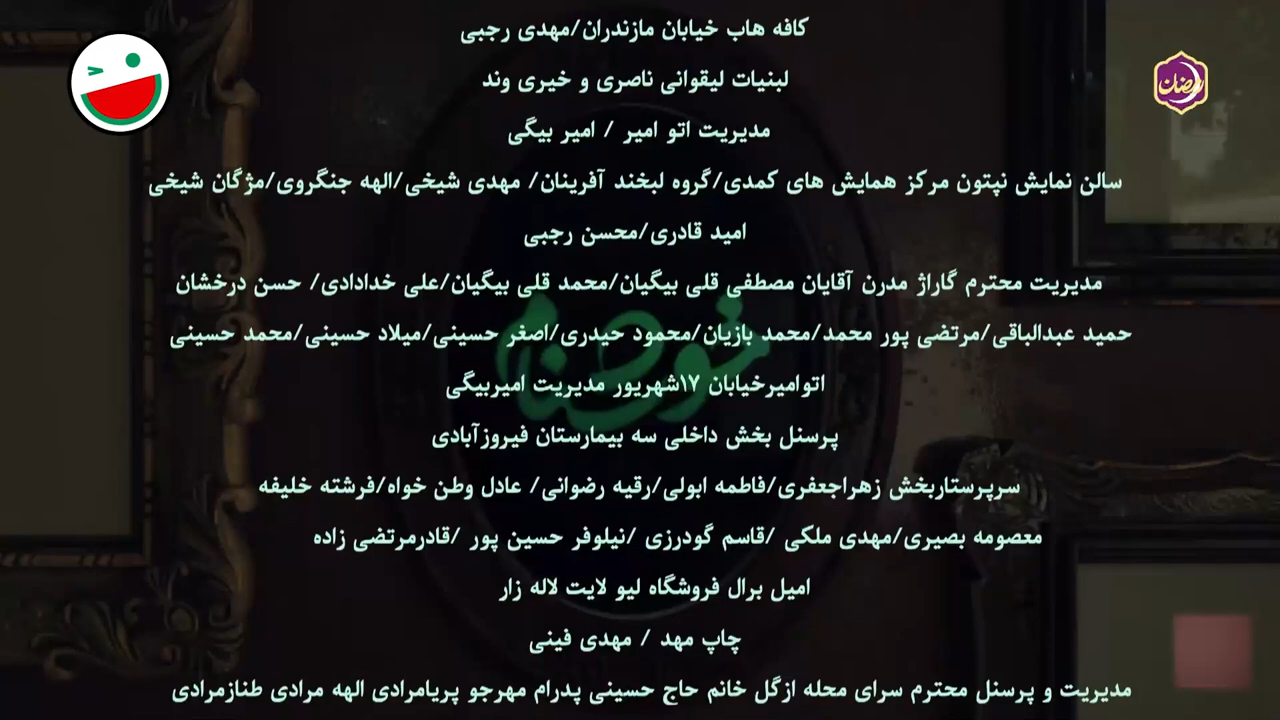 کافه هاب خیابان مازندران/مهدی رجبی
لبنیات لیقوانی ناصری و خیری وند
مدیریت اتو امیر / امیر بیگی
سالن نمایش نپتون مرکز همایش های کمدی/گروه لبخند آفرینان/ مهدی شیخی/الهه جنگروی/مژگان شیخی
امید قادری/محسن رجبی
مدیریت محترم گاراژ مدرن آقایان مصطفی قلی بیگیان/محمد قلی بیگیان/علی خدادادی/ حسن درخشان
حمید عبدالباقی/مرتضی پور محمد/محمد بازیان/محمود حیدری/اصغر حسینی/میلاد حسینی/محمد حسینی
اتوامیرخیابان ۱۷شهریور مدیریت امیربیگی
پرسنل بخش داخلی سه بیمارستان فیروزآبادی
سرپرستاربخش زهراجعفری/فاطمه ابولی/رقیه رضوانی/ عادل وطن خواه/فرشته خلیفه
معصومه بصیری/مهدی ملکی /قاسم گودرزی /نیلوفر حسین پور /قادرمرتضی زاده
امیل برال فروشگاه لیو لایت لاله زار
چاپ مهد / مهدی فینی
مدیریت و پرسنل محترم سرای محله ازگل خانم حاج حسینی پدرام مهرجو پریامرادی الهه مرادی طنازمرادی
رمضان